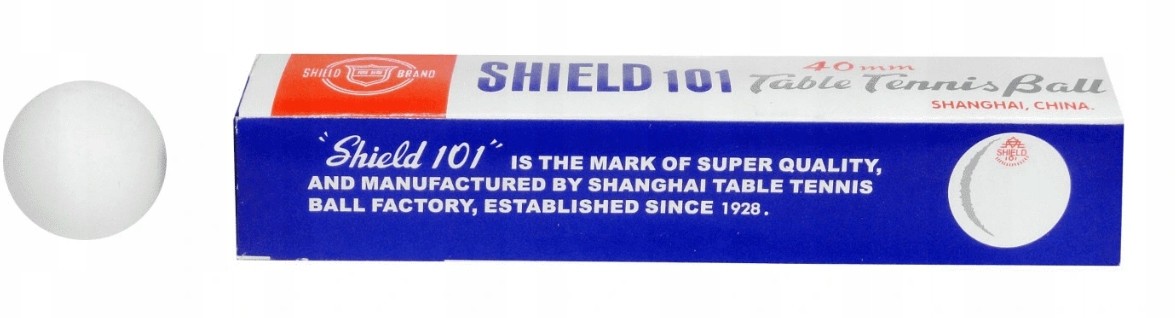 SHIELD BRAND
SHIELD 101
40mm
Table Tennis Ball
SHANGHAI, CHINA.
"Shield 101" IS THE MARK OF SUPER QUALITY,
AND MANUFACTURED BY SHANGHAI TABLE TENNIS
BALL FACTORY, ESTABLISHED SINCE 1928.
SHIELD
101